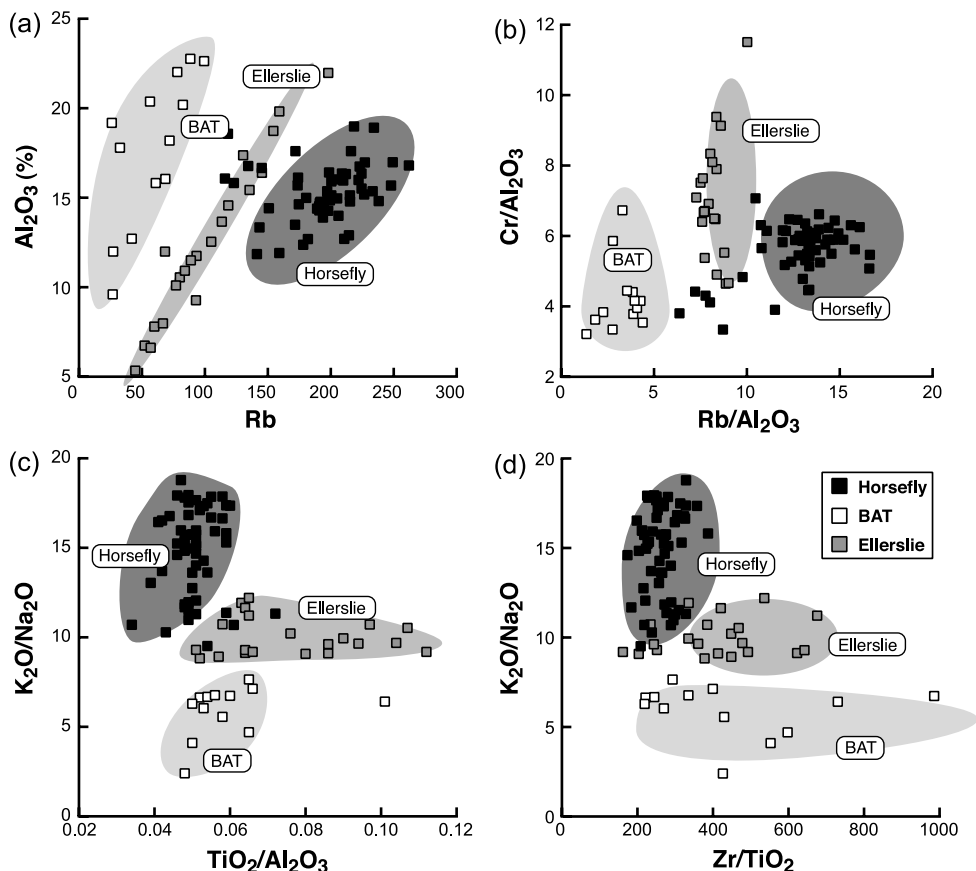 (a)
25
20
15
10
5
Al₂O₃ (%)
Ellerslie
BAT
Horsefly
0 50 100 150 200 250 300
Rb
(b)
12
10
8
6
4
2
Cr/Al₂O₃
Ellerslie
BAT
Horsefly
0 5 10 15 20
Rb/Al₂O₃
(c)
20
15
10
5
0
K₂O/Na₂O
Horsefly
Ellerslie
BAT
0.02 0.04 0.06 0.08 0.10 0.12
TiO₂/Al₂O₃
(d)
20
15
10
5
0
K₂O/Na₂O
Horsefly
BAT
Ellerslie
Horsefly
Ellerslie
BAT
0 200 400 600 800 1000
Zr/TiO₂